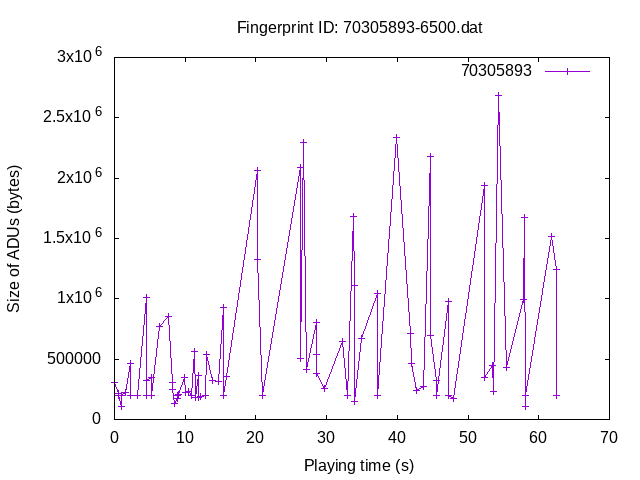 Fingerprint ID: 70305893-6500.dat
70305893
3x10^6
2.5x10^6
2x10^6
1.5x10^6
1x10^6
500000
0
Size of ADUs (bytes)
0 10 20 30 40 50 60 70
Playing time (s)